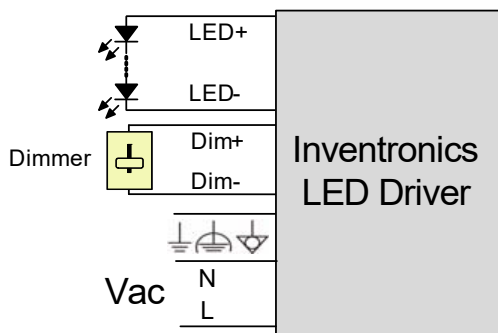 LED+
LED-
Dimmer
Dim+
Dim-
Inventronics
LED Driver
Vac
N
L